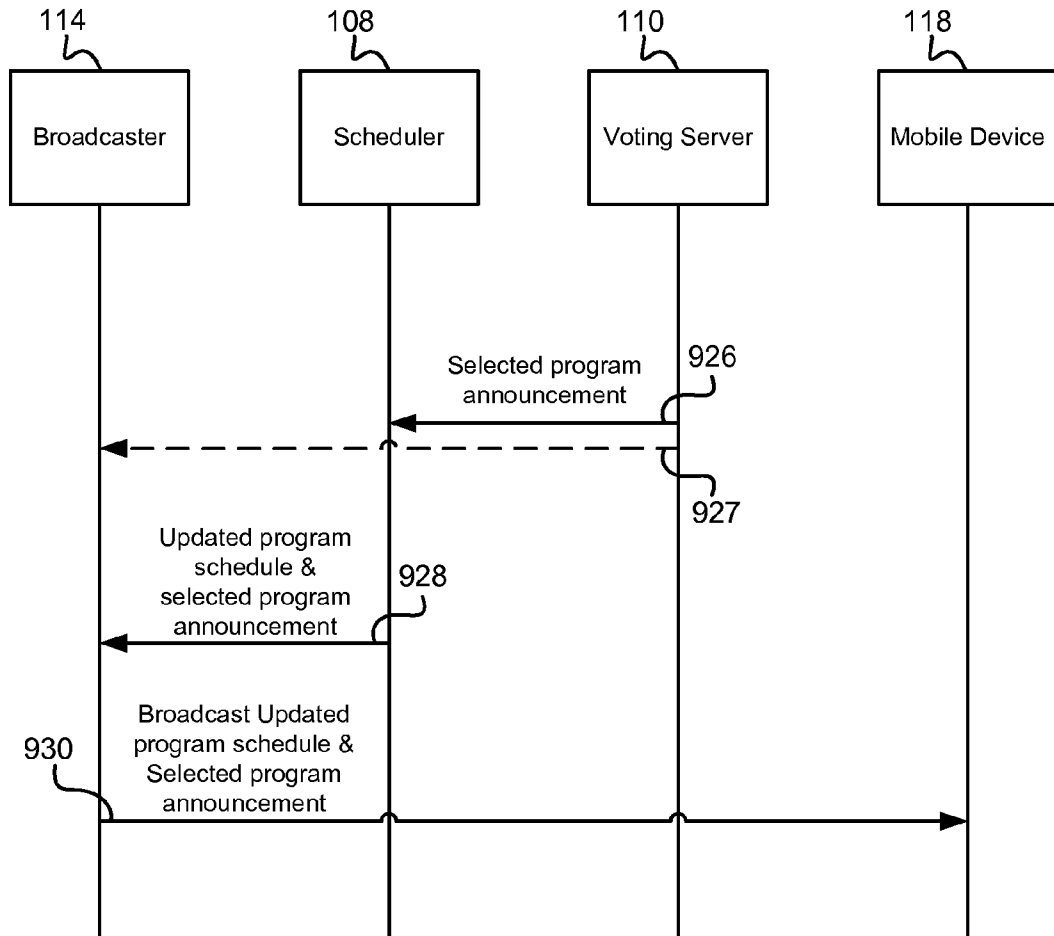 114
108
110
118
Broadcaster
Scheduler
Voting Server
Mobile Device
Selected program
announcement
926
927
Updated program
schedule &
selected program
announcement
928
Broadcast Updated
program schedule &
Selected program
announcement
930